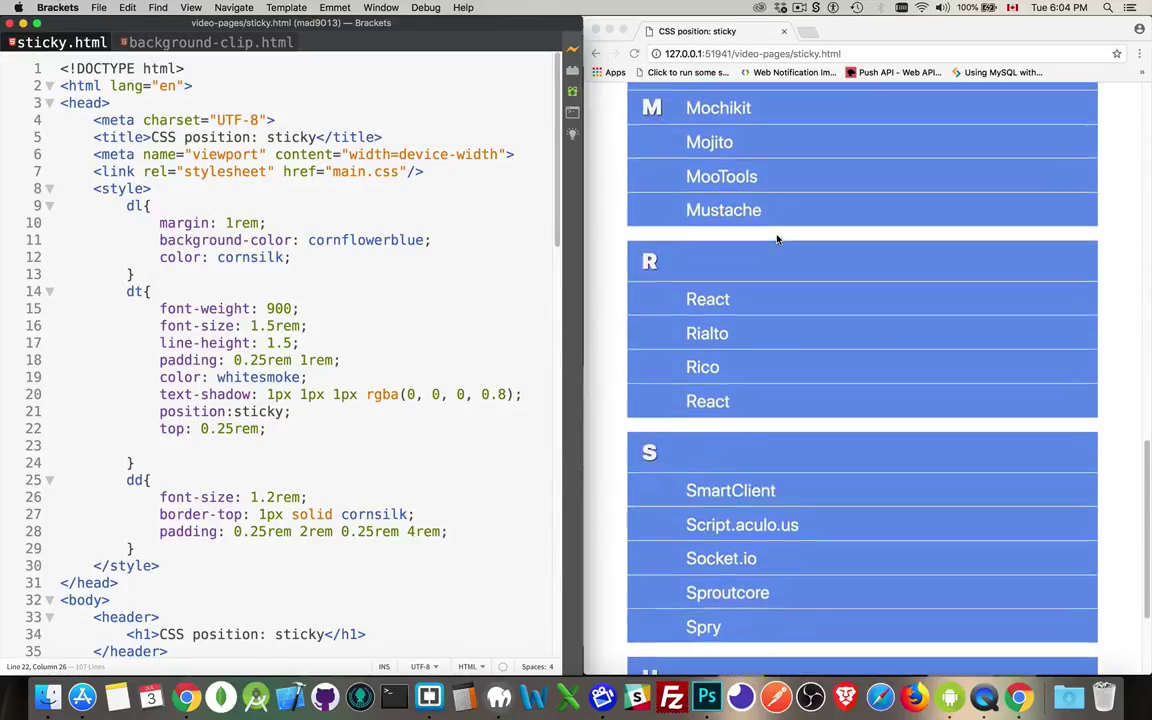 Brackets File Edit Find View Navigate Template Emmet Window Debug Help 100% Tue 6:04 PM
video-pages/sticky.html (mad9013) — Brackets
sticky.html background-clip.html
1 <!DOCTYPE html>
2 <html lang="en">
3 <head>
4 <meta charset="UTF-8">
5 <title>CSS position: sticky</title>
6 <meta name="viewport" content="width=device-width">
7 <link rel="stylesheet" href="main.css"/>
8 <style>
9 dl{
10 margin: 1rem;
11 background-color: cornflowerblue;
12 color: cornsilk;
13 }
14 dt{
15 font-weight: 900;
16 font-size: 1.5rem;
17 line-height: 1.5;
18 padding: 0.25rem 1rem;
19 color: whitesmoke;
20 text-shadow: 1px 1px 1px rgba(0, 0, 0, 0.8);
21 position:sticky;
22 top: 0.25rem;
23
24 }
25 dd{
26 font-size: 1.2rem;
27 border-top: 1px solid cornsilk;
28 padding: 0.25rem 2rem 0.25rem 4rem;
29 }
30 </style>
31 </head>
32 <body>
33 <header>
34 <h1>CSS position: sticky</h1>
35 </header>
Line 22, Column 26 — 107 Lines INS UTF-8 HTML Spaces: 4
CSS position: sticky
127.0.0.1:51941/video-pages/sticky.html
Apps Click to run some s... Web Notification Im... Push API - Web API... Using MySQL with... »
M Mochikit
Mojito
MooTools
Mustache
R
React
Rialto
Rico
React
S
SmartClient
Script.aculo.us
Socket.io
Sproutcore
Spry
JUL
3